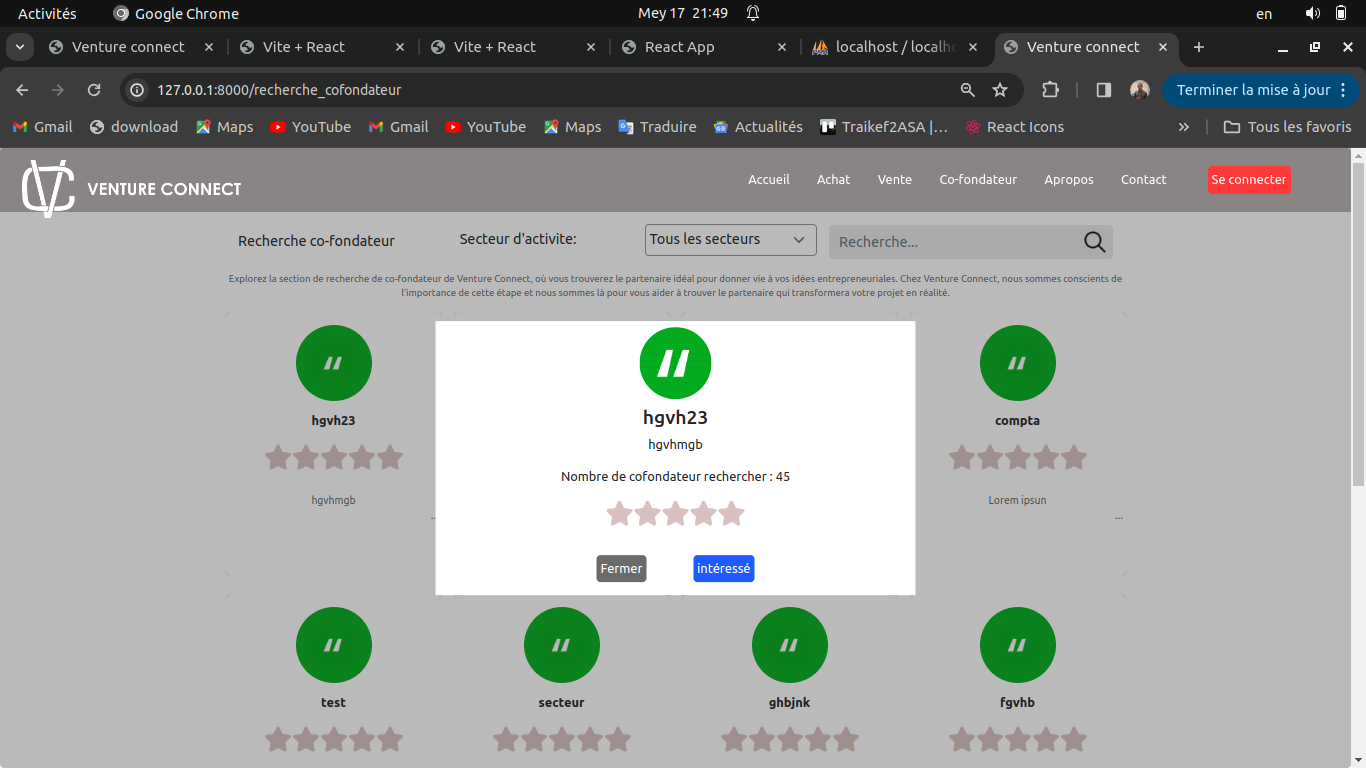 Activités Google Chrome Mey 17 21:49 en
Venture connect Vite + React Vite + React React App localhost / localh Venture connect
127.0.0.1:8000/recherche_cofondateur Terminer la mise à jour
Gmail download Maps YouTube Gmail YouTube Maps Traduire Actualités Traikef2ASA |… React Icons » Tous les favoris
VENTURE CONNECT Accueil Achat Vente Co-fondateur Apropos Contact Se connecter
Recherche co-fondateur Secteur d'activite: Tous les secteurs Recherche...
Explorez la section de recherche de co-fondateur de Venture Connect, où vous trouverez le partenaire idéal pour donner vie à vos idées entrepreneuriales. Chez Venture Connect, nous sommes conscients de
l'importance de cette étape et nous sommes là pour vous aider à trouver le partenaire qui transformera votre projet en réalité.
hgvh23
hgvhmgb
...
hgvh23
hgvhmgb
Nombre de cofondateur rechercher : 45
Fermer intéressé
compta
Lorem ipsun
...
test secteur ghbjnk fgvhb